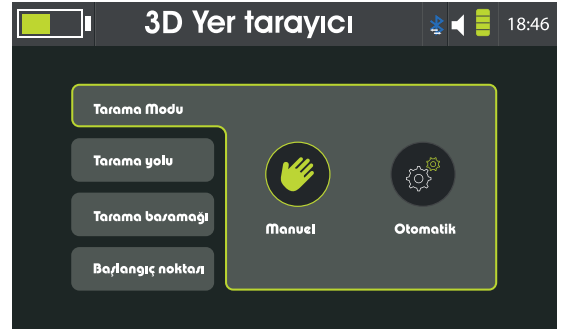 3D Yer tarayıcı
18:46
Tarama Modu
Tarama yolu
Tarama basamağı
Başlangıç noktası
Manuel
Otomatik